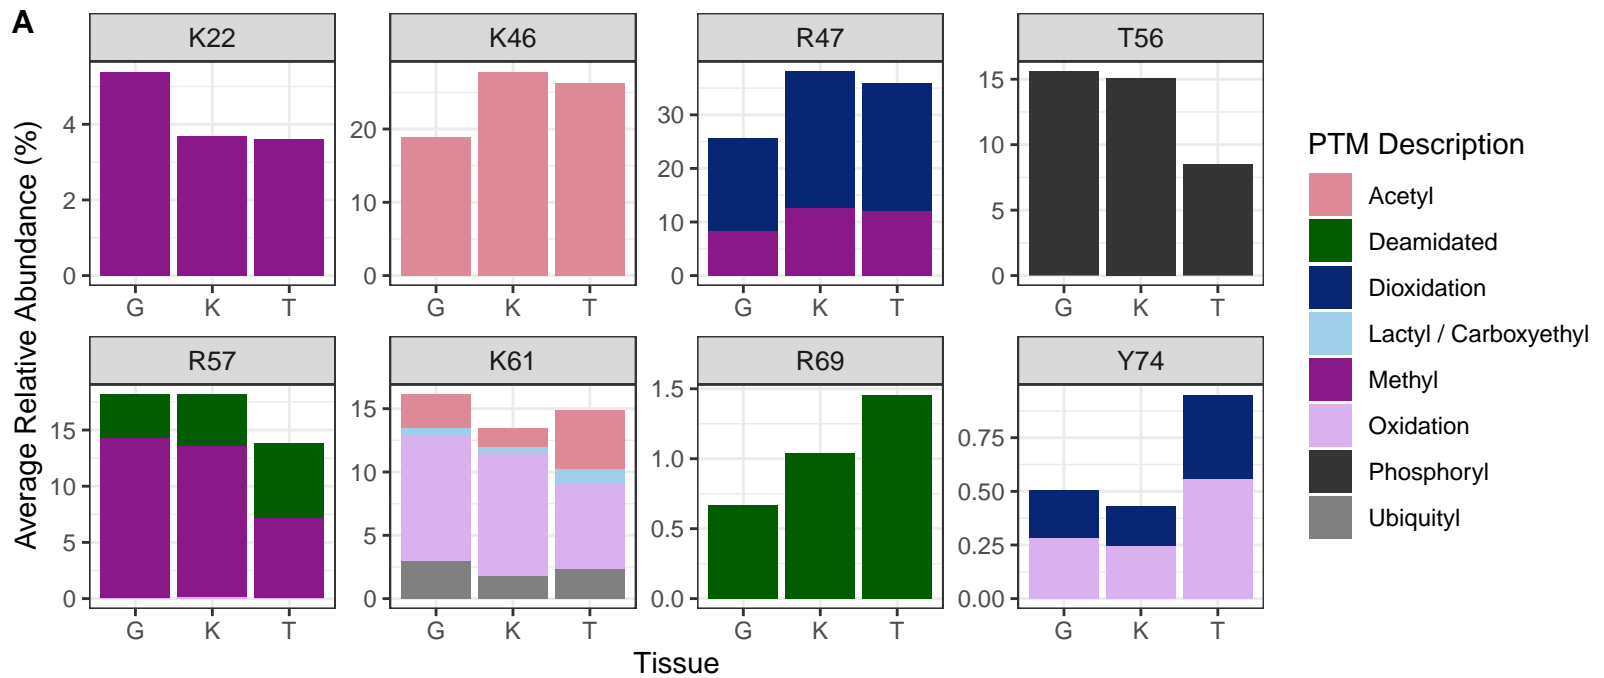 A
K22 K46 R47 T56
4
2
0
20
10
0
30
20
10
0
15
10
5
0
G K T G K T G K T G K T
R57 K61 R69 Y74
15
10
5
0
15
10
5
0
1.5
1.0
0.5
0.0
0.75
0.50
0.25
0.00
G K T G K T G K T G K T
Average Relative Abundance (%)
Tissue
PTM Description
Acetyl
Deamidated
Dioxidation
Lactyl / Carboxyethyl
Methyl
Oxidation
Phosphoryl
Ubiquityl